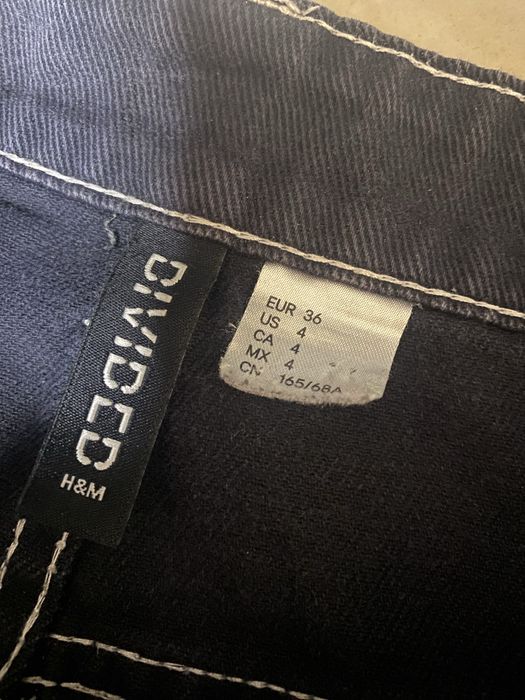 DIVIDED
H&M
EUR 36
US 4
CA 4
MX 4
CN 165/68A